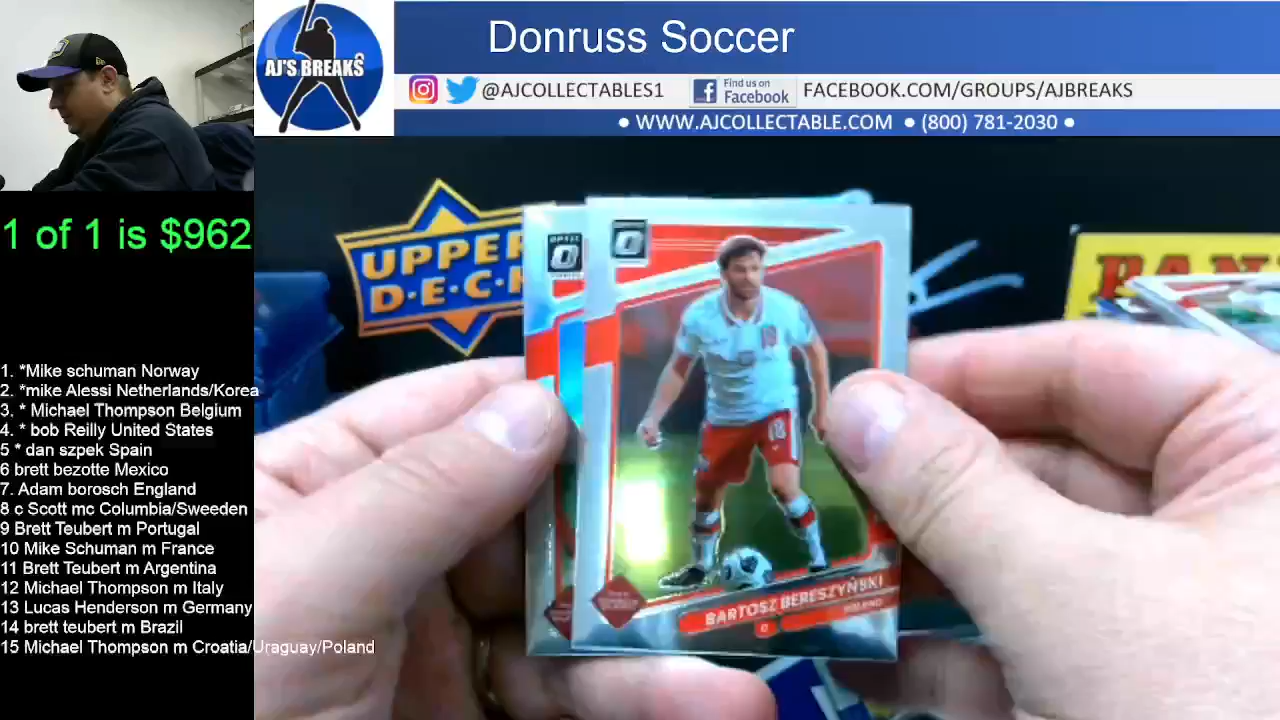 Donruss Soccer
AJ'S BREAKS
@AJCOLLECTABLES1
Find us on
Facebook
FACEBOOK.COM/GROUPS/AJBREAKS
● WWW.AJCOLLECTABLE.COM ● (800) 781-2030 ●
1 of 1 is $962
1. *Mike schuman Norway
2. *mike Alessi Netherlands/Korea
3. * Michael Thompson Belgium
4. * bob Reilly United States
5 * dan szpek Spain
6 brett bezotte Mexico
7. Adam borosch England
8 c Scott mc Columbia/Sweeden
9 Brett Teubert m Portugal
10 Mike Schuman m France
11 Brett Teubert m Argentina
12 Michael Thompson m Italy
13 Lucas Henderson m Germany
14 brett teubert m Brazil
15 Michael Thompson m Croatia/Uraguay/Poland
UPPER
D·E·C·K
PANI
OPTIC
BARTOSZ BERESZYŃSKI
POLAND